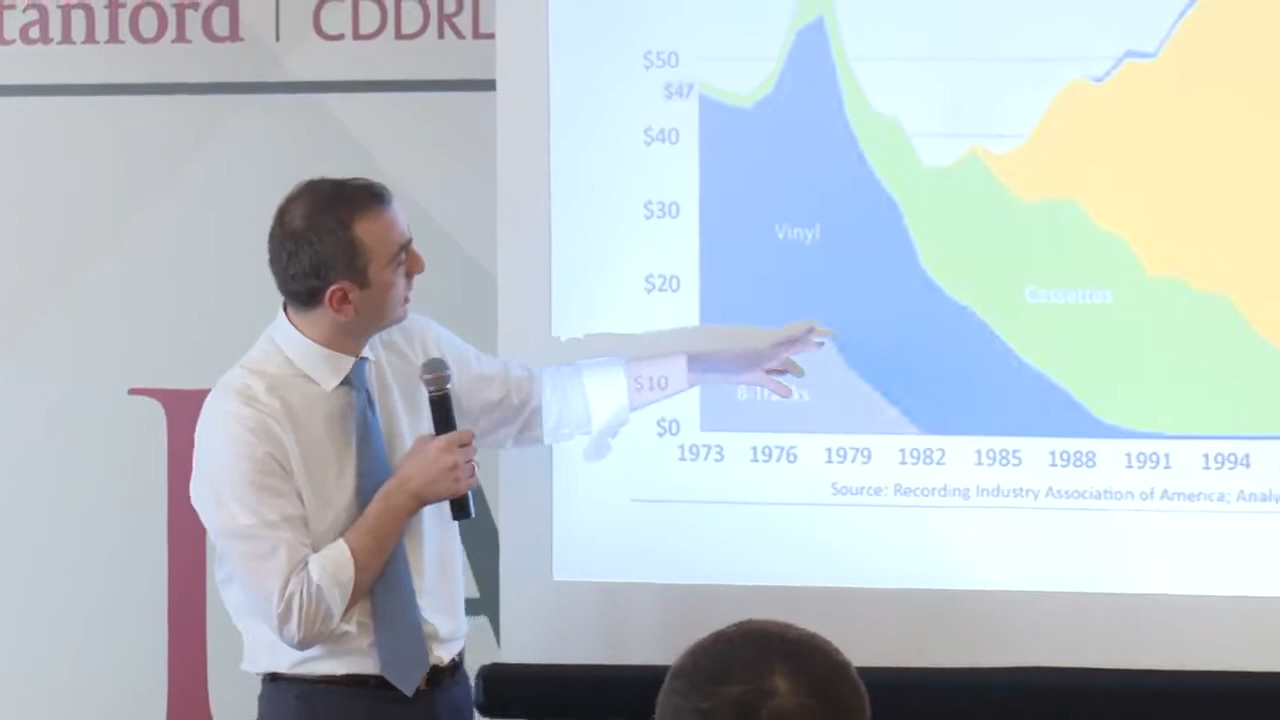 tanford | CDDRL
$50
$47
$40
$30
Vinyl
$20
Cassettes
$10
8-Tracks
$0
1973 1976 1979 1982 1985 1988 1991 1994
Source: Recording Industry Association of America; Analy